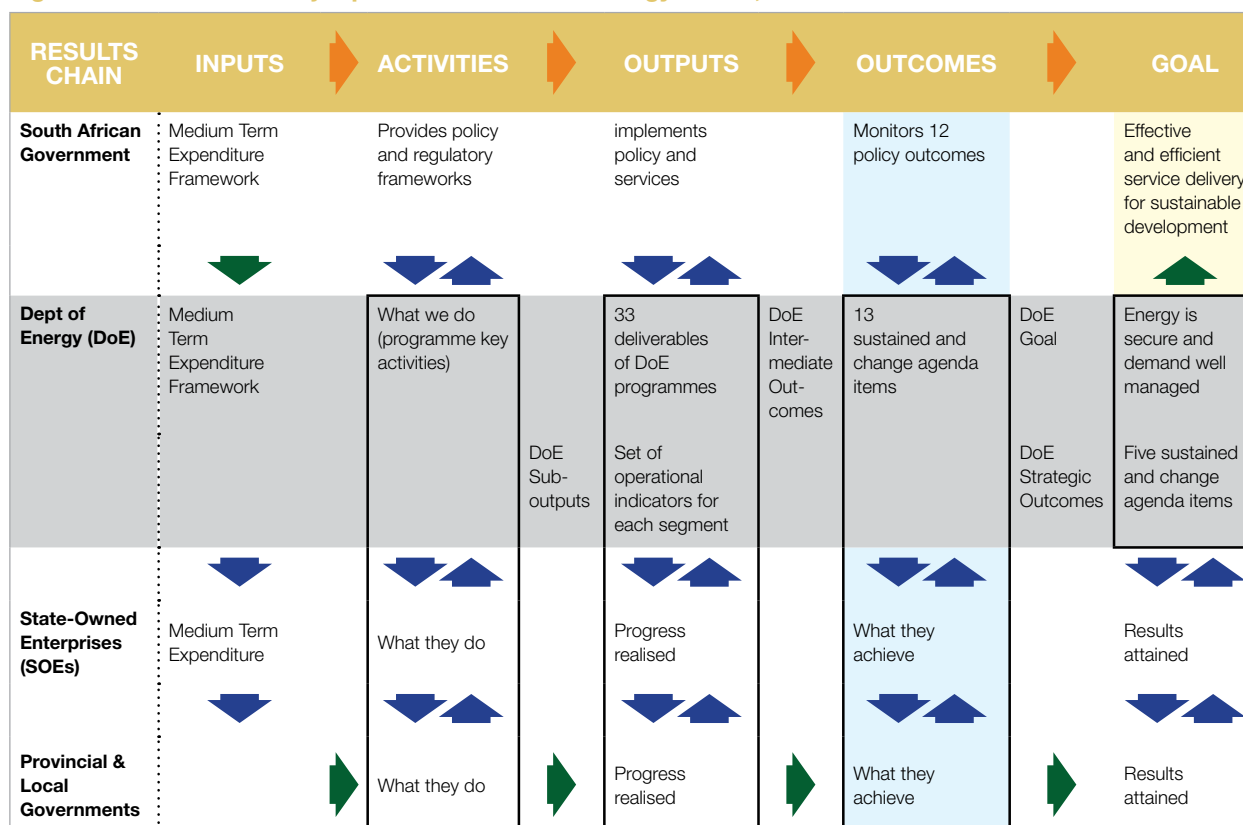 RESULTS CHAIN
INPUTS
ACTIVITIES
OUTPUTS
OUTCOMES
GOAL
South African
Government
Medium Term
Expenditure
Framework
Provides policy
and regulatory
frameworks
implements
policy and
services
Monitors 12
policy outcomes
Effective
and efficient
service delivery
for sustainable
development
Dept of
Energy (DoE)
Medium
Term
Expenditure
Framework
What we do
(programme key
activities)
DoE
Sub-
outputs
33
deliverables
of DoE
programmes
Set of
operational
indicators for
each segment
DoE
Inter-
mediate
Out-
comes
13
sustained and
change agenda
items
DoE
Goal
DoE
Strategic
Outcomes
Energy is
secure and
demand well
managed
Five sustained
and change
agenda items
State-Owned
Enterprises
(SOEs)
Medium Term
Expenditure
What they do
Progress
realised
What they
achieve
Results
attained
Provincial &
Local
Governments
What they do
Progress
realised
What they
achieve
Results
attained